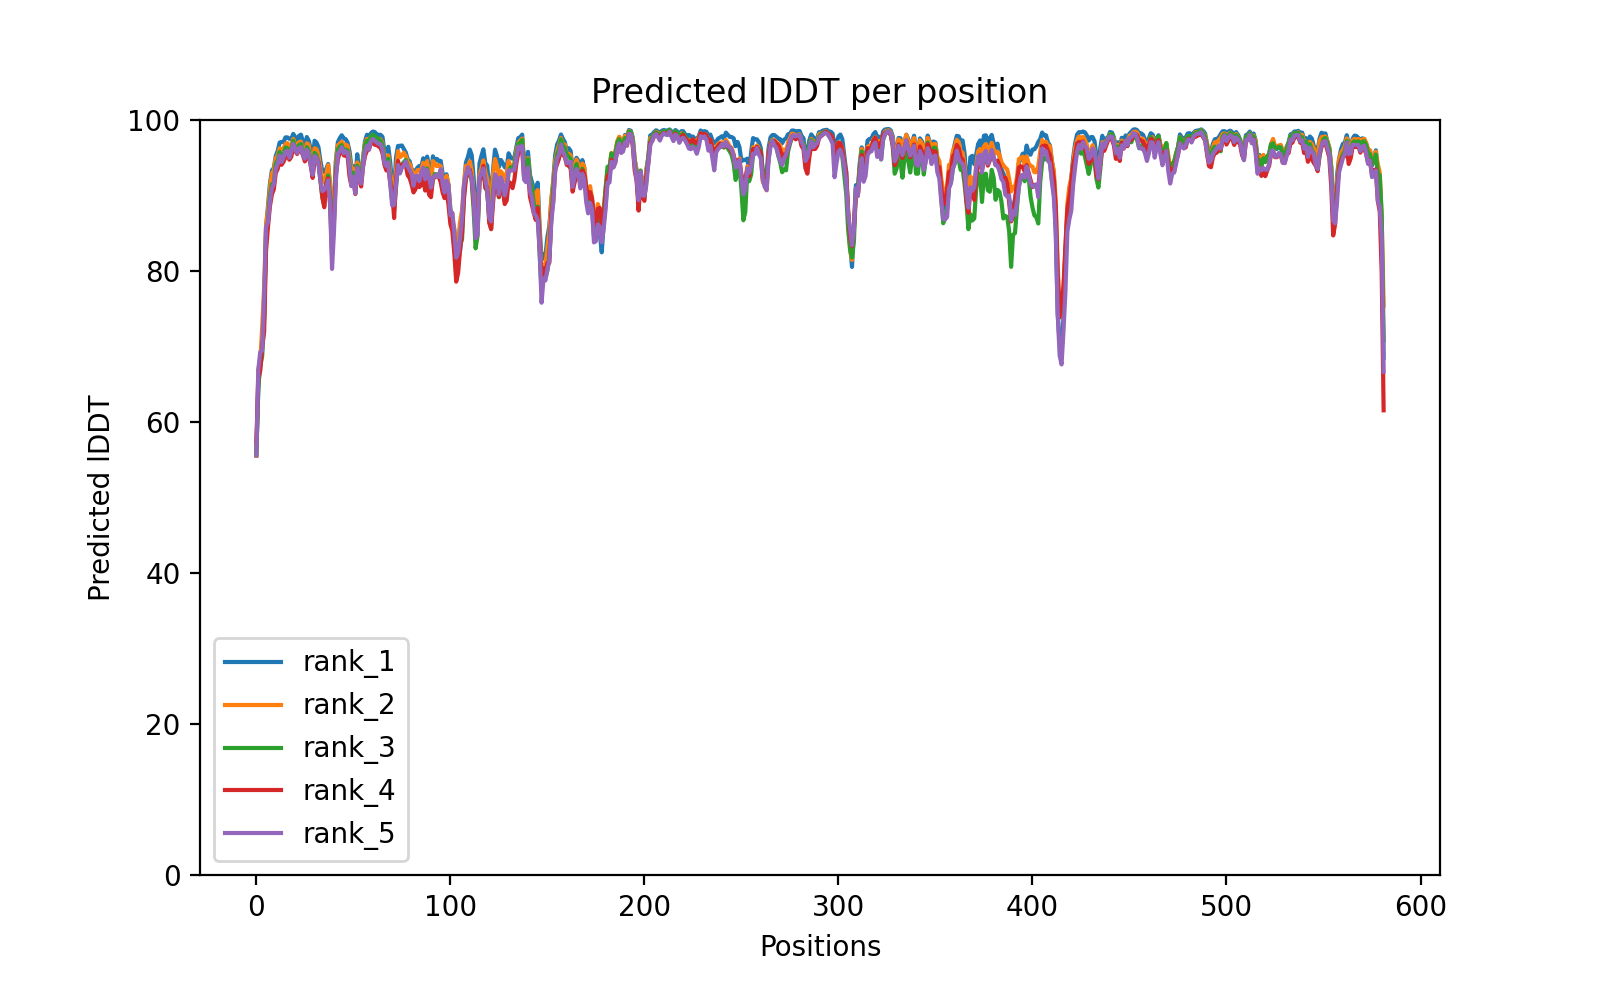 Predicted lDDT per position
100
80
60
40
20
0
Predicted lDDT
rank_1
rank_2
rank_3
rank_4
rank_5
0 100 200 300 400 500 600
Positions